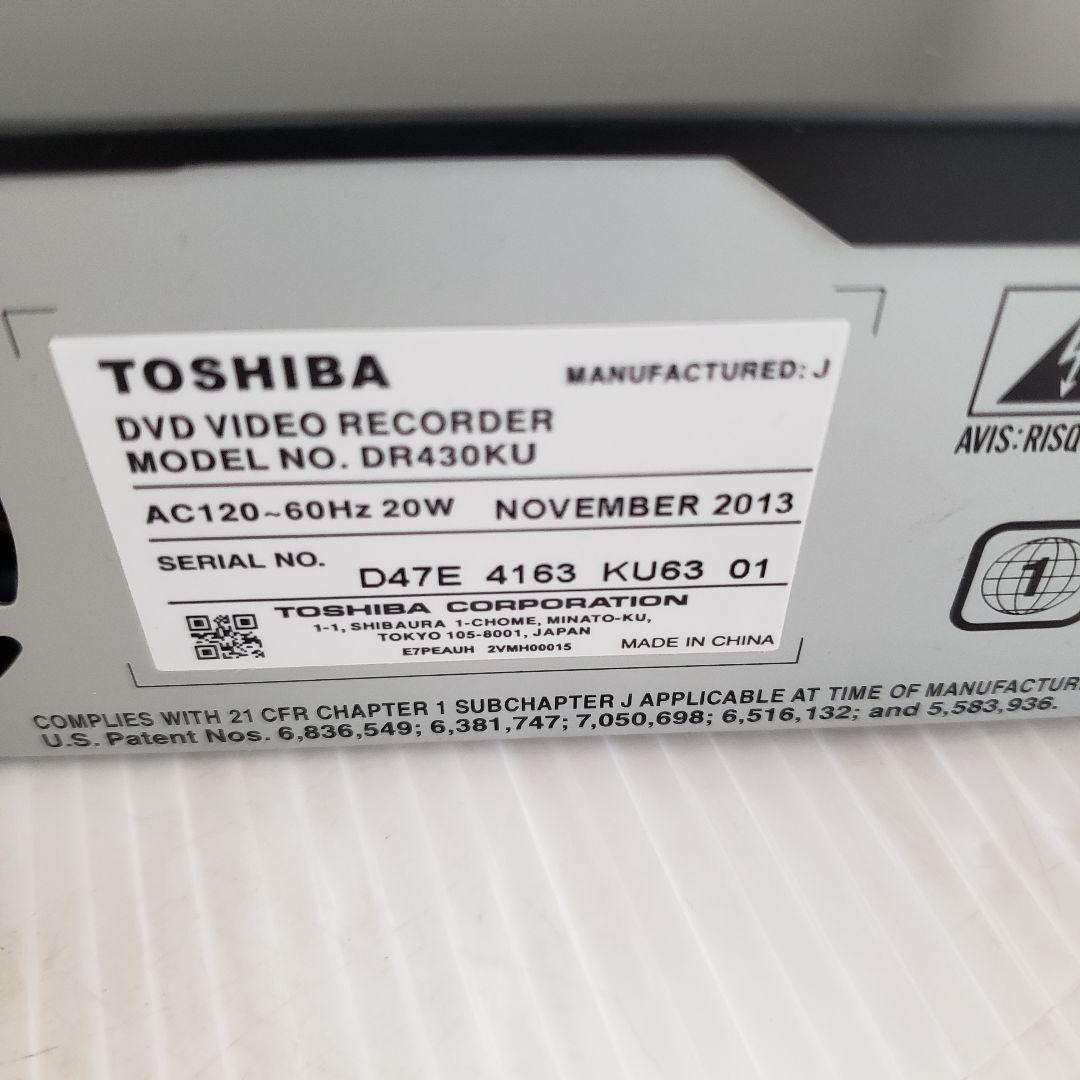 TOSHIBA
MANUFACTURED: J
DVD VIDEO RECORDER
MODEL NO. DR430KU
AC120~60Hz 20W NOVEMBER 2013
SERIAL NO. D47E 4163 KU63 01
TOSHIBA CORPORATION
1-1, SHIBAURA 1-CHOME, MINATO-KU,
TOKYO 105-8001, JAPAN
E7PEAUH 2VMH00015 MADE IN CHINA
COMPLIES WITH 21 CFR CHAPTER 1 SUBCHAPTER J APPLICABLE AT TIME OF
U.S. Patent Nos. 6,836,549; 6,381,747; 7,050,698; 6,516,132; and 5,583,936.
AVIS:
1